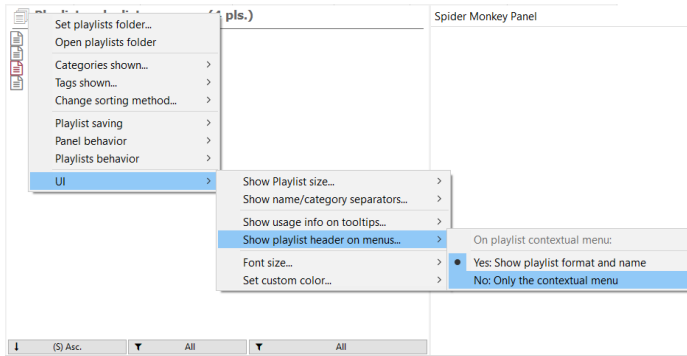 (4 pls.)
Spider Monkey Panel
Set playlists folder...
Open playlists folder
Categories shown...
Tags shown...
Change sorting method...
Playlist saving
Panel behavior
Playlists behavior
UI
Show Playlist size...
Show name/category separators...
Show usage info on tooltips...
Show playlist header on menus...
Font size...
Set custom color...
On playlist contextual menu:
Yes: Show playlist format and name
No: Only the contextual menu
(S) Asc.
All
All